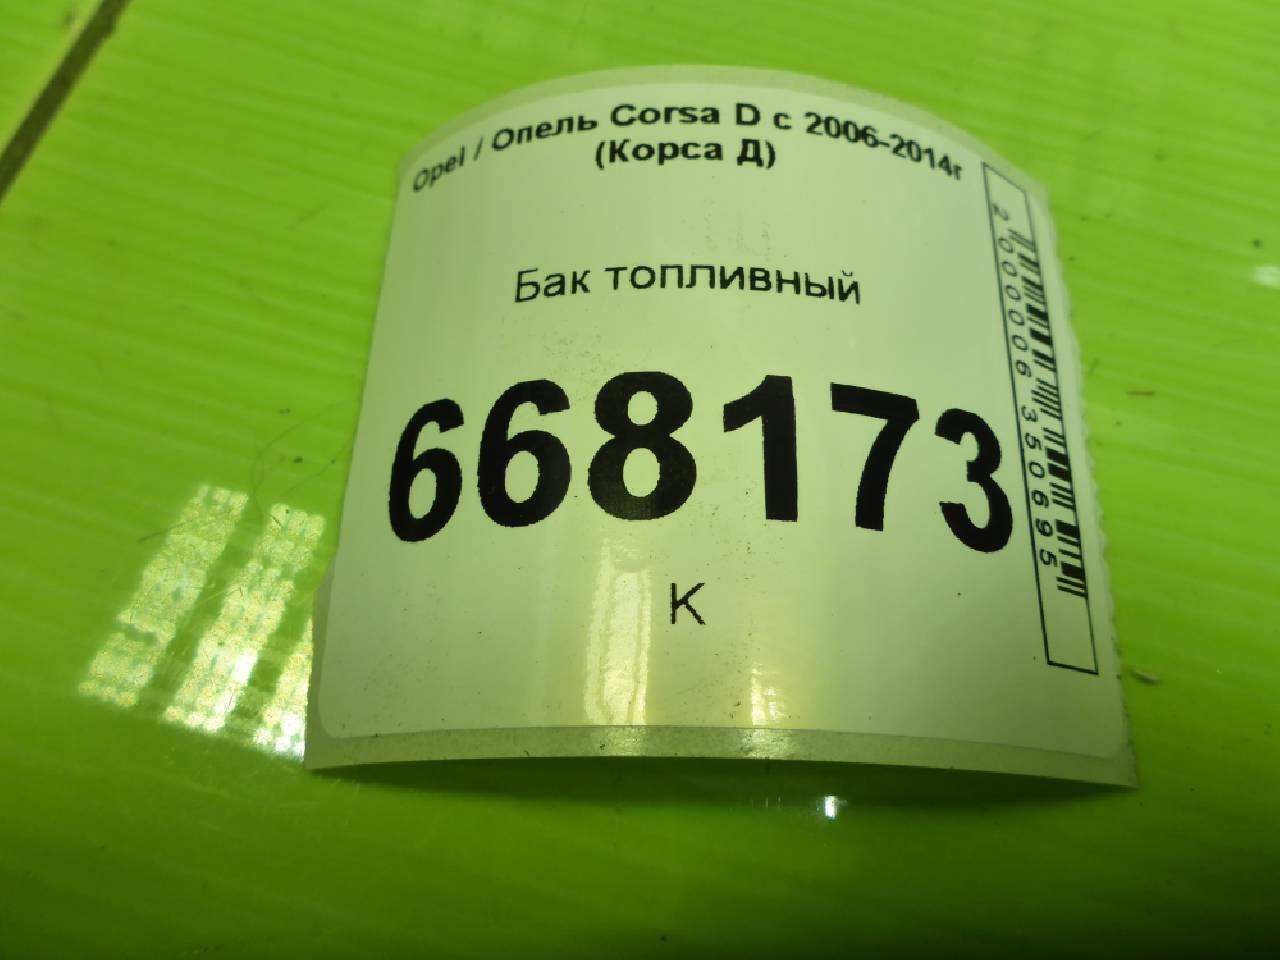 Opel / Опель Corsa D с 2006-2014г
(Корса Д)
Бак топливный
668173
К
2000006350695